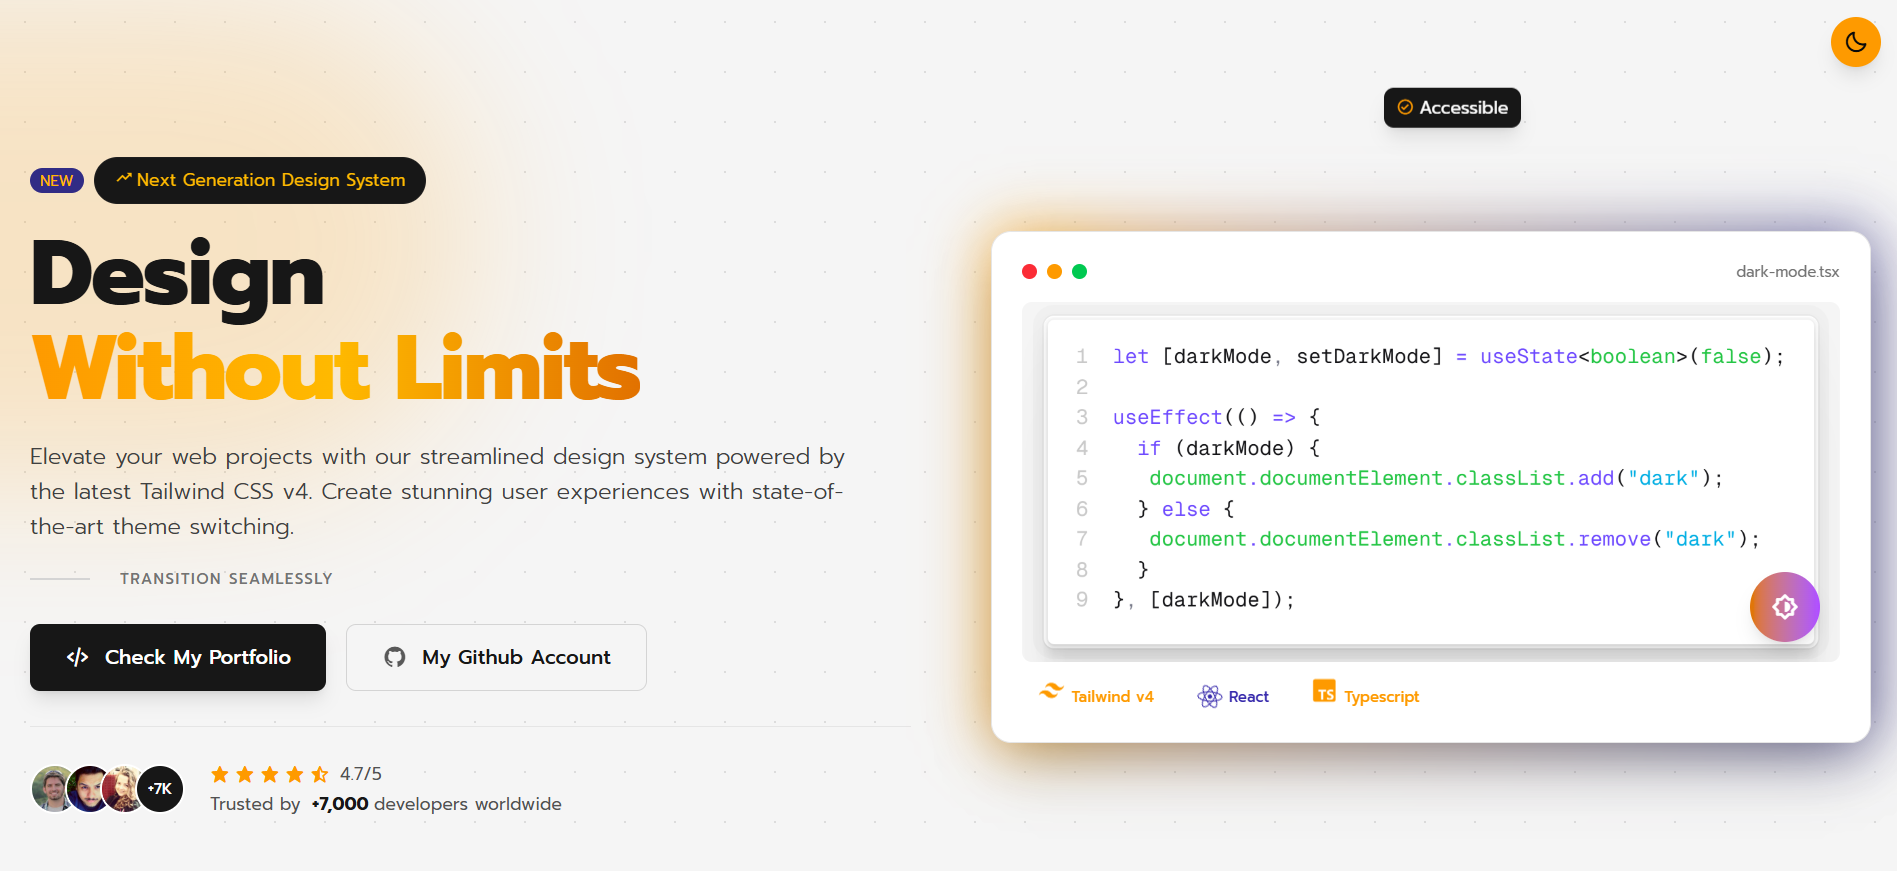 Accessible
NEW Next Generation Design System
Design
Without Limits
Elevate your web projects with our streamlined design system powered by
the latest Tailwind CSS v4. Create stunning user experiences with state-of-
the-art theme switching.
TRANSITION SEAMLESSLY
</> Check My Portfolio
My Github Account
+7K
4.7/5
Trusted by +7,000 developers worldwide
dark-mode.tsx
1 let [darkMode, setDarkMode] = useState<boolean>(false);
2
3 useEffect(() => {
4 if (darkMode) {
5 document.documentElement.classList.add("dark");
6 } else {
7 document.documentElement.classList.remove("dark");
8 }
9 }, [darkMode]);
Tailwind v4
React
TS Typescript